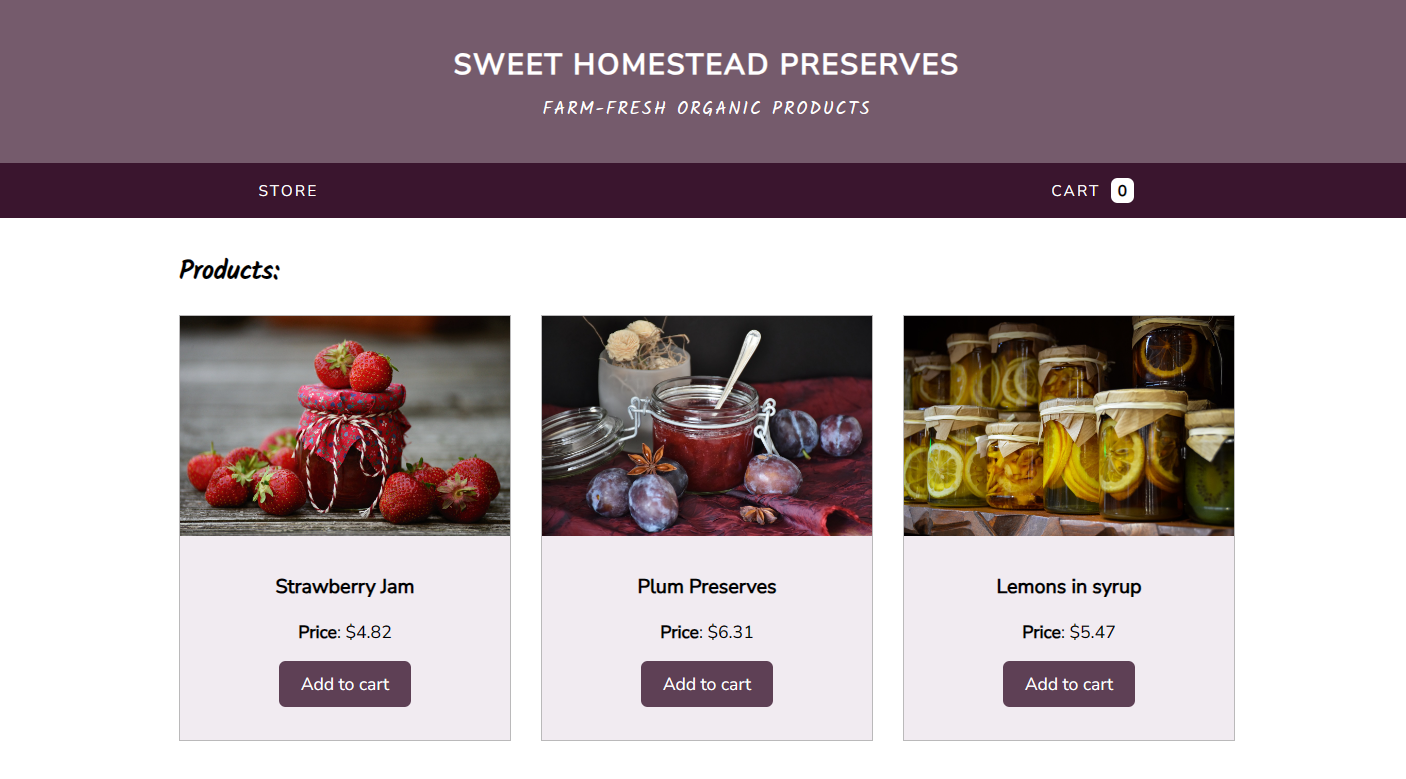 SWEET HOMESTEAD PRESERVES
FARM-FRESH ORGANIC PRODUCTS
STORE CART 0
Products:
Strawberry Jam
Price: $4.82
Add to cart
Plum Preserves
Price: $6.31
Add to cart
Lemons in syrup
Price: $5.47
Add to cart